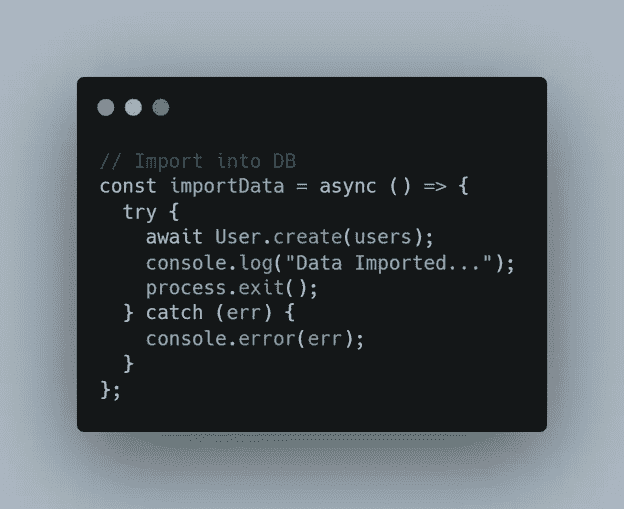 // Import into DB
const importData = async () => {
  try {
    await User.create(users);
    console.log("Data Imported...");
    process.exit();
  } catch (err) {
    console.error(err);
  }
};